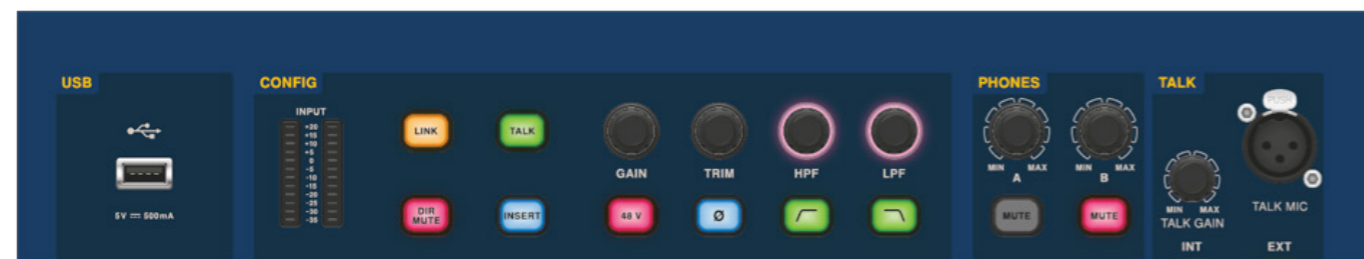 USB
5V ⎓ 500mA
CONFIG
INPUT
+20
+15
+10
+5
0
-5
-10
-15
-20
-25
-30
-35
LINK
TALK
DIR
MUTE
INSERT
GAIN
TRIM
HPF
LPF
48 V
Ø
PHONES
MIN MAX
A
MIN MAX
B
MUTE
MUTE
TALK
PUSH
MIN MAX
TALK GAIN
INT
TALK MIC
EXT